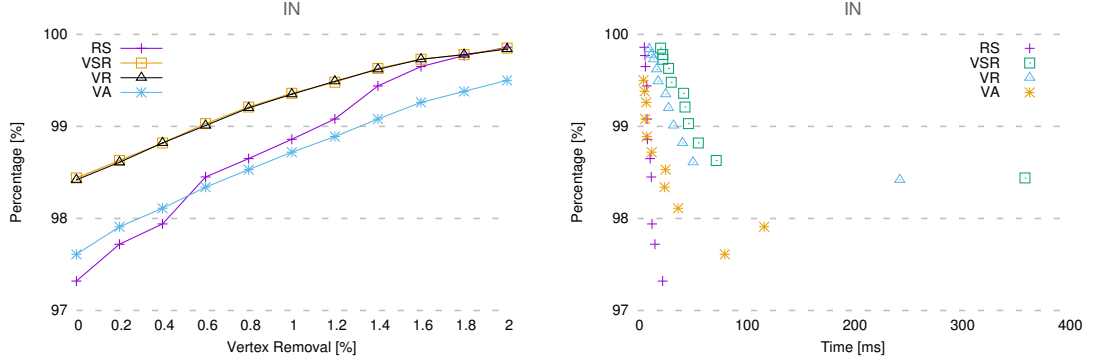 IN
100
99
98
97
Percentage [%]
RS
VSR
VR
VA
0 0.2 0.4 0.6 0.8 1 1.2 1.4 1.6 1.8 2
Vertex Removal [%]
IN
100
99
98
97
Percentage [%]
RS
VSR
VR
VA
0 100 200 300 400
Time [ms]